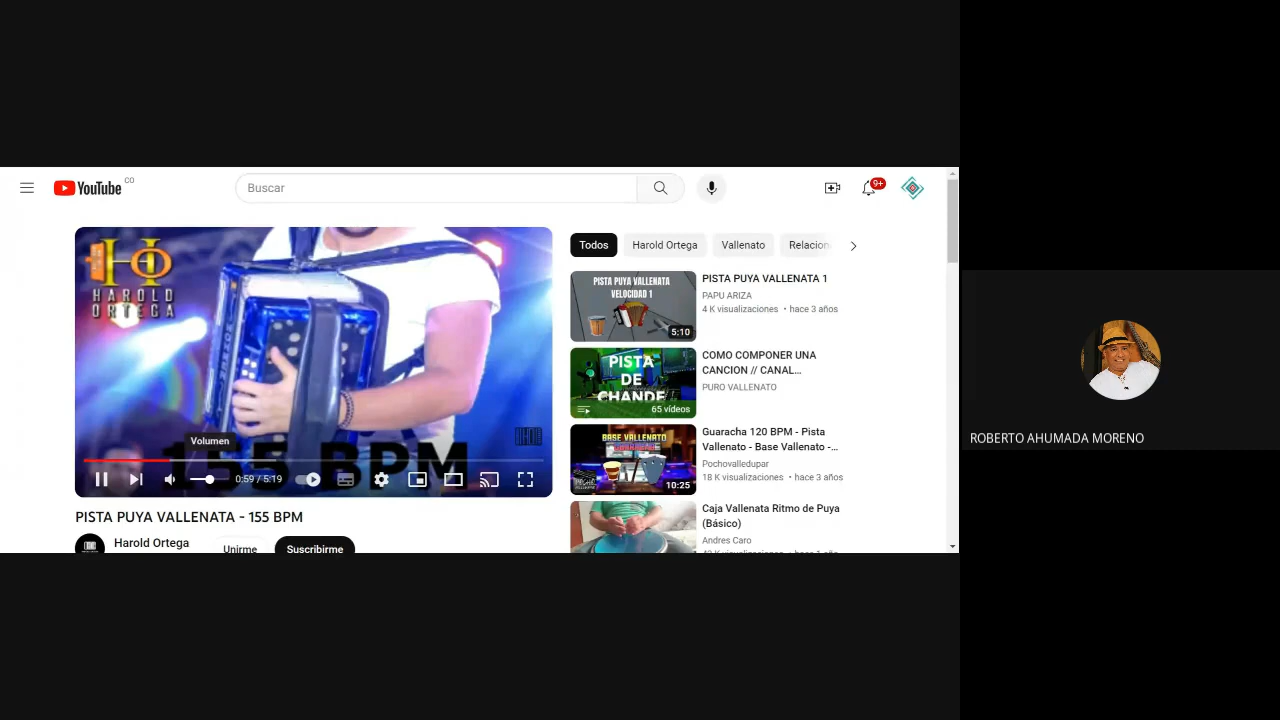 YouTube CO
Buscar
9+
HO
HAROLD
ORTEGA
155 BPM
Volumen
0:59 / 5:19
PISTA PUYA VALLENATA - 155 BPM
Harold Ortega
Unirme
Suscribirme
Todos
Harold Ortega
Vallenato
Relacion
PISTA PUYA VALLENATA
VELOCIDAD 1
5:10
PISTA PUYA VALLENATA 1
PAPU ARIZA
4 K visualizaciones • hace 3 años
PISTA
DE
CHANDE
65 vídeos
COMO COMPONER UNA
CANCION // CANAL...
PURO VALLENATO
BASE VALLENATO
10:25
Guaracha 120 BPM - Pista
Vallenato - Base Vallenato -...
Pochovalledupar
18 K visualizaciones • hace 3 años
Caja Vallenata Ritmo de Puya
(Básico)
Andres Caro
ROBERTO AHUMADA MORENO